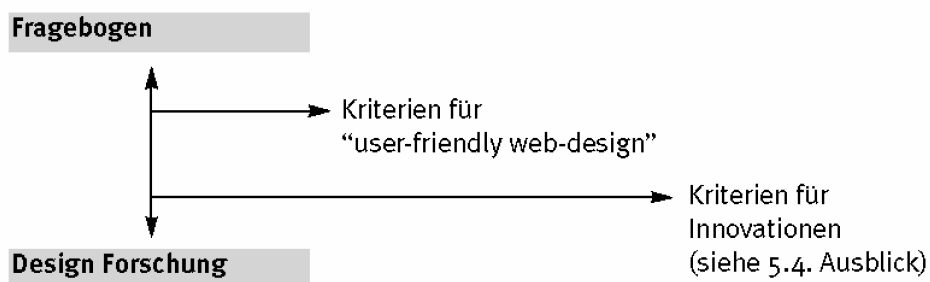 Fragebogen
Kriterien für
“user-friendly web-design”
Kriterien für
Innovationen
(siehe 5.4. Ausblick)
Design Forschung